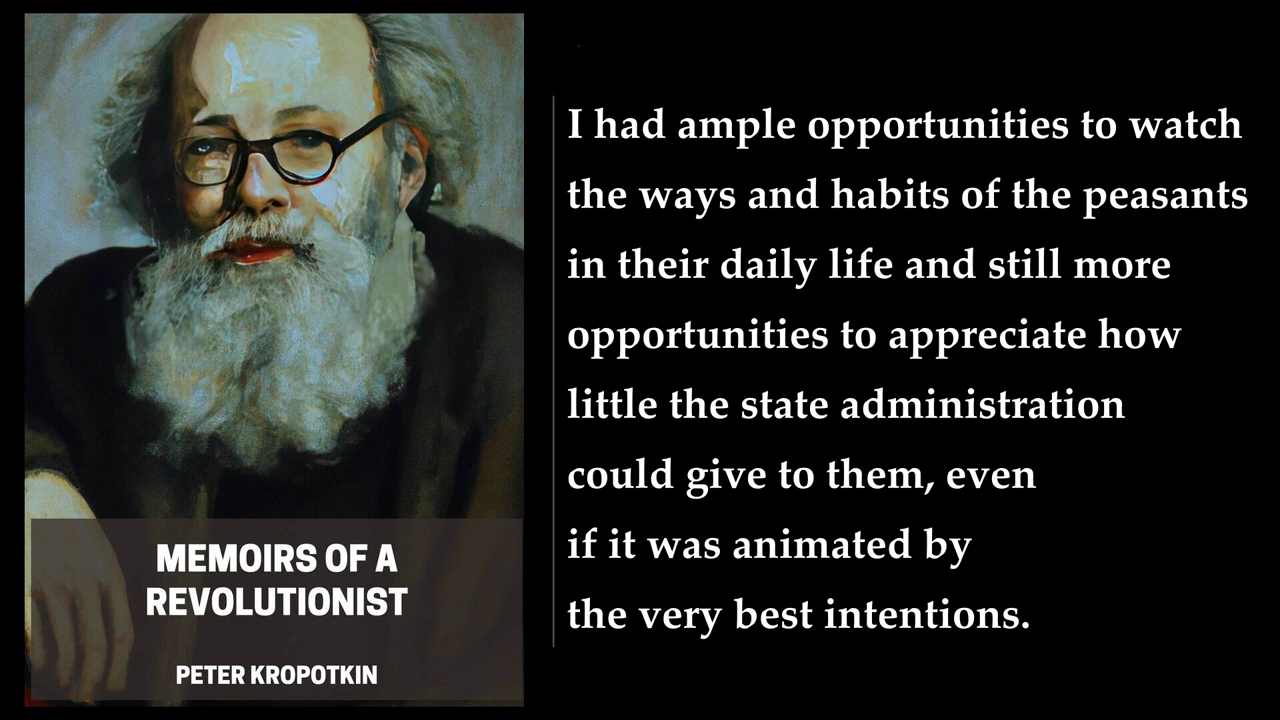 MEMOIRS OF A
REVOLUTIONIST
PETER KROPOTKIN
I had ample opportunities to watch
the ways and habits of the peasants
in their daily life and still more
opportunities to appreciate how
little the state administration
could give to them, even
if it was animated by
the very best intentions.